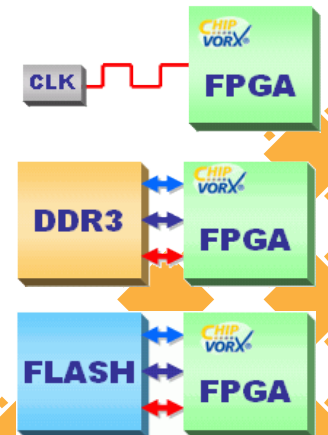 CHIP
VORX®
CLK
FPGA
CHIP
VORX®
DDR3
FPGA
CHIP
VORX®
FLASH
FPGA